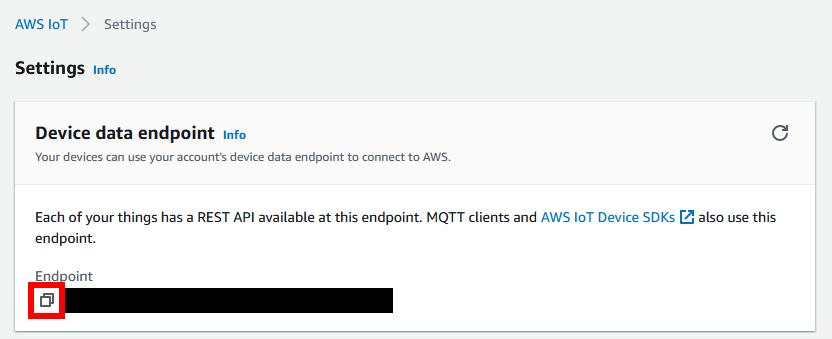 AWS IoT > Settings
Settings Info
Device data endpoint Info
Your devices can use your account's device data endpoint to connect to AWS.
Each of your things has a REST API available at this endpoint. MQTT clients and AWS IoT Device SDKs also use this
endpoint.
Endpoint